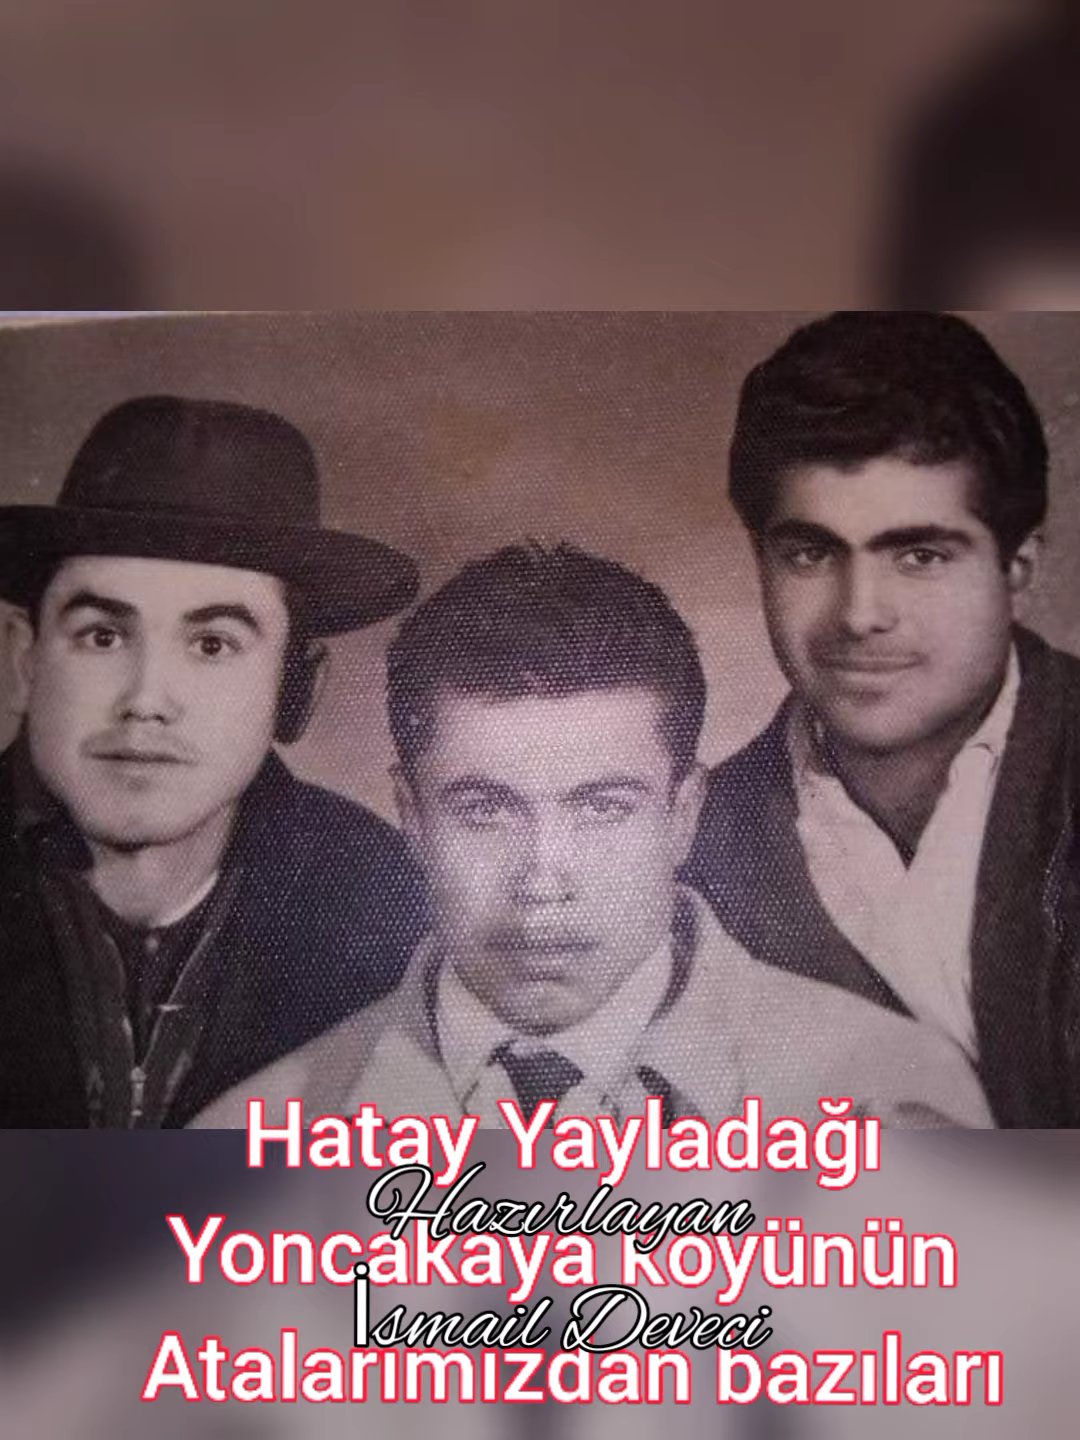 Hatay Yayladağı
Hazırlayan
Yoncakaya köyünün
İsmail Deveci
Atalarımızdan bazıları